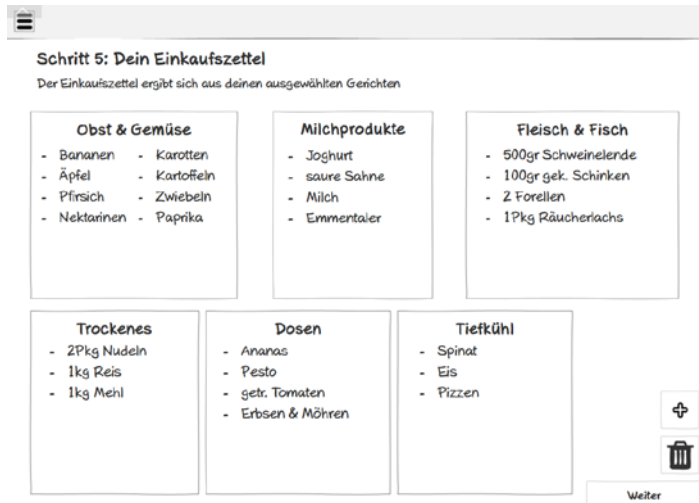 Schritt 5: Dein Einkaufszettel
Der Einkaufszettel ergibt sich aus deinen ausgewählten Gerichten
Obst & Gemüse
- Bananen
- Äpfel
- Pfirsich
- Nektarinen
- Karotten
- Kartoffeln
- Zwiebeln
- Paprika
Milchprodukte
- Joghurt
- saure Sahne
- Milch
- Emmentaler
Fleisch & Fisch
- 500gr Schweinelende
- 100gr gek. Schinken
- 2 Forellen
- 1Pkg Räucherlachs
Trockenes
- 2Pkg Nudeln
- 1kg Reis
- 1kg Mehl
Dosen
- Ananas
- Pesto
- getr. Tomaten
- Erbsen & Möhren
Tiefkühl
- Spinat
- Eis
- Pizzen
Weiter